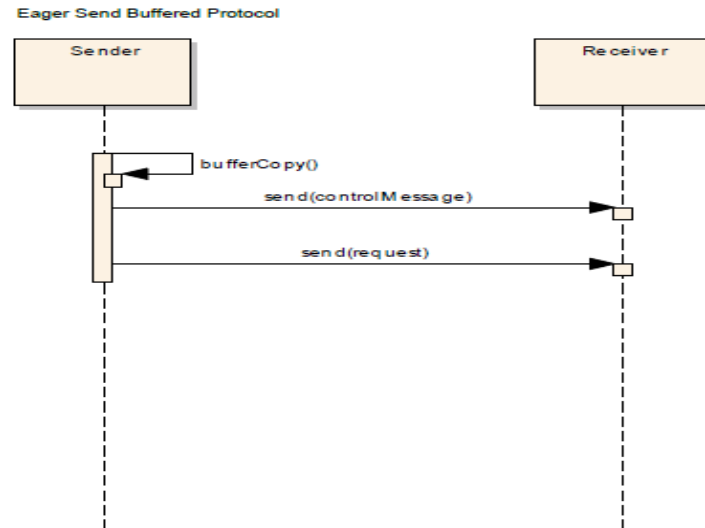 Eager Send Buffered Protocol
Sender
Receiver
bufferCopy()
send(controlMessage)
send(request)